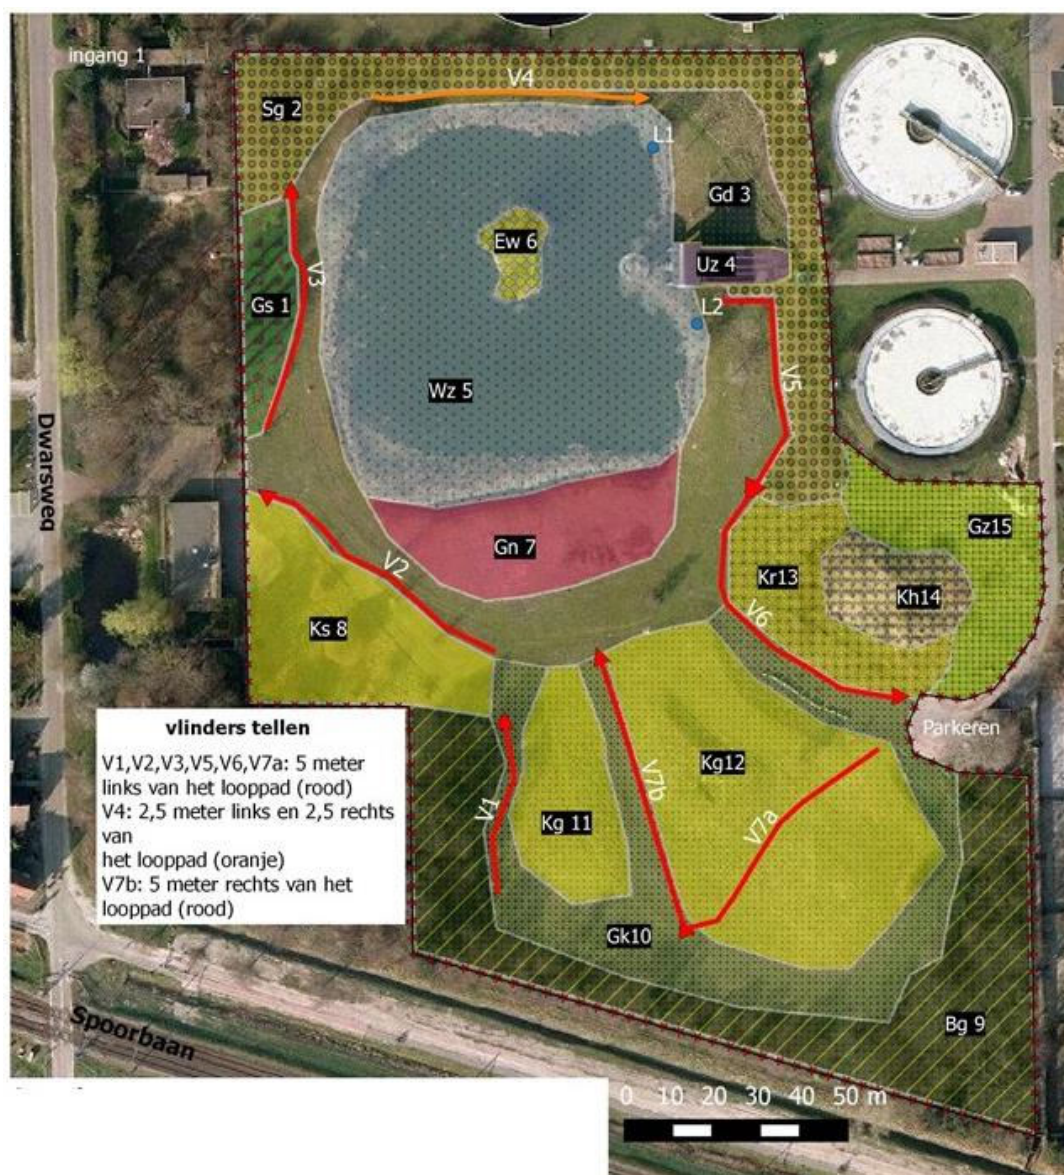 ingang 1
V4
Sg 2
L1
Gd 3
Ew 6
Uz 4
V3
Gs 1
L2
V5
Wz 5
Dwarsweg
Gz15
Gn 7
Kr13
V2
Kh14
Ks 8
V6
vlinders tellen
V1,V2,V3,V5,V6,V7a: 5 meter
links van het looppad (rood)
V4: 2,5 meter links en 2,5 rechts
van
het looppad (oranje)
V7b: 5 meter rechts van het
looppad (rood)
Parkeren
Kg12
V7b
V1
Kg 11
V7a
Gk10
Bg 9
Spoorbaan
0 10 20 30 40 50 m